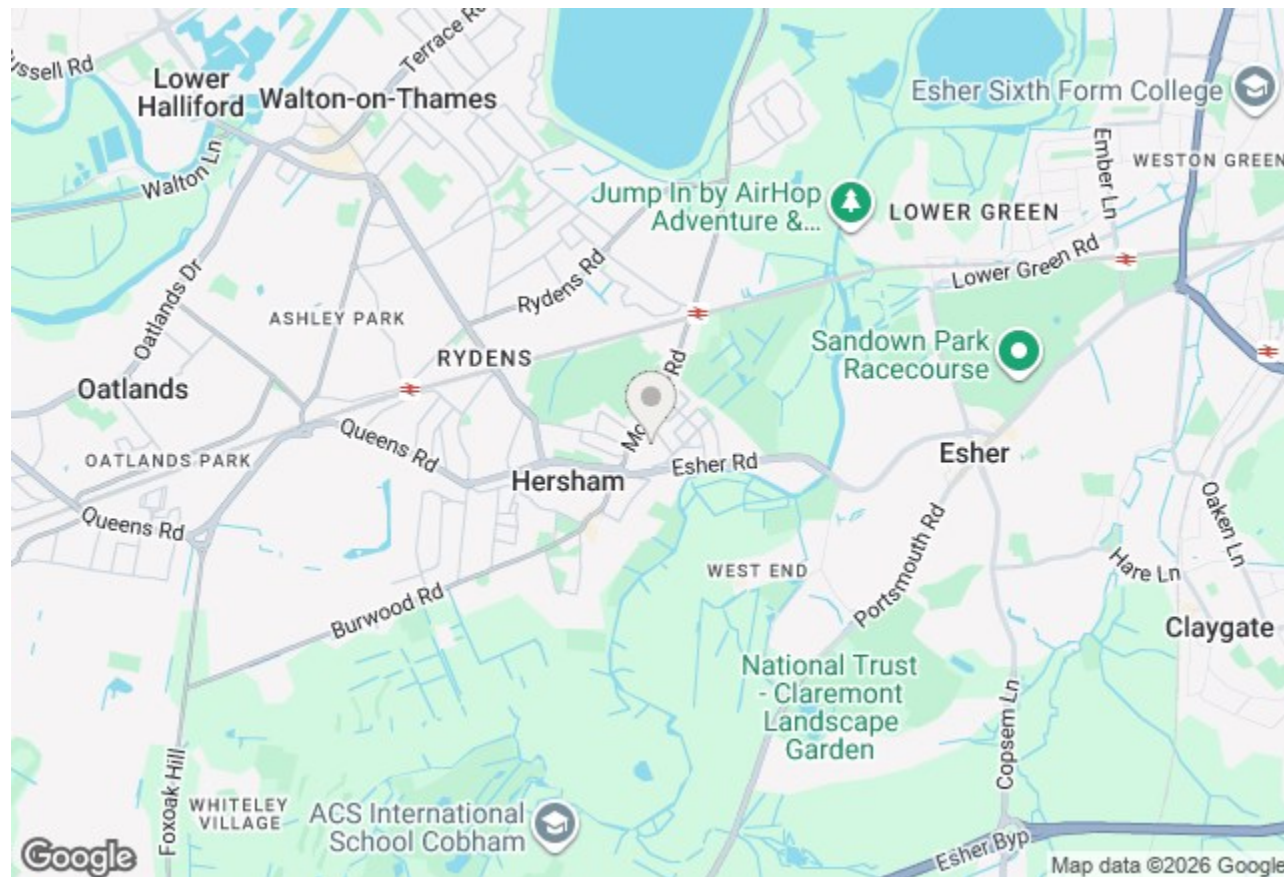 ussell Rd
Lower
Halliford
Walton-on-Thames
Terrace Rd
Walton Ln
Esher Sixth Form College
WESTON GREEN
Ember Ln
Jump In by AirHop
Adventure &...
LOWER GREEN
Lower Green Rd
Oatlands Dr
Rydens Rd
ASHLEY PARK
RYDENS
Rd
Sandown Park
Racecourse
Oatlands
OATLANDS PARK
Queens Rd
Queens Rd
Hersham
Esher Rd
Esher
Oaken Ln
Hare Ln
Portsmouth Rd
WEST END
Burwood Rd
Claygate
National Trust
- Claremont
Landscape
Garden
Copsem Ln
Foxoak Hill
WHITELEY
VILLAGE
ACS International
School Cobham
Esher Byp
Google
Map data ©2026 Google